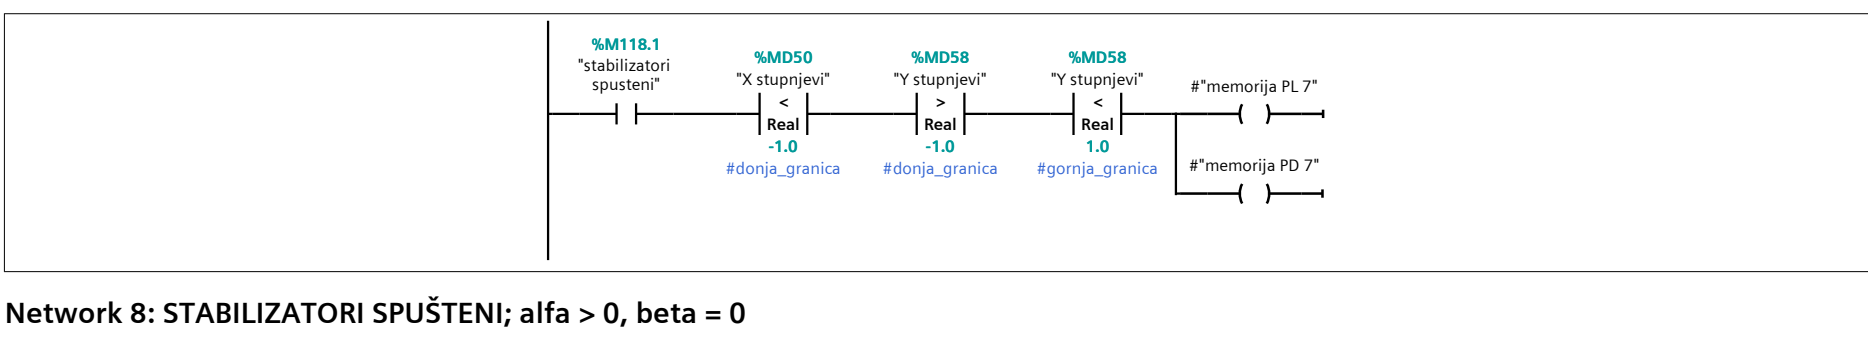 %M118.1
"stabilizatori
spusteni"
%MD50
"X stupnjevi"
<
Real
-1.0
#donja_granica
%MD58
"Y stupnjevi"
>
Real
-1.0
#donja_granica
%MD58
"Y stupnjevi"
<
Real
1.0
#gornja_granica
#"memorija PL 7"
#"memorija PD 7"
Network 8: STABILIZATORI SPUŠTENI; alfa > 0, beta = 0